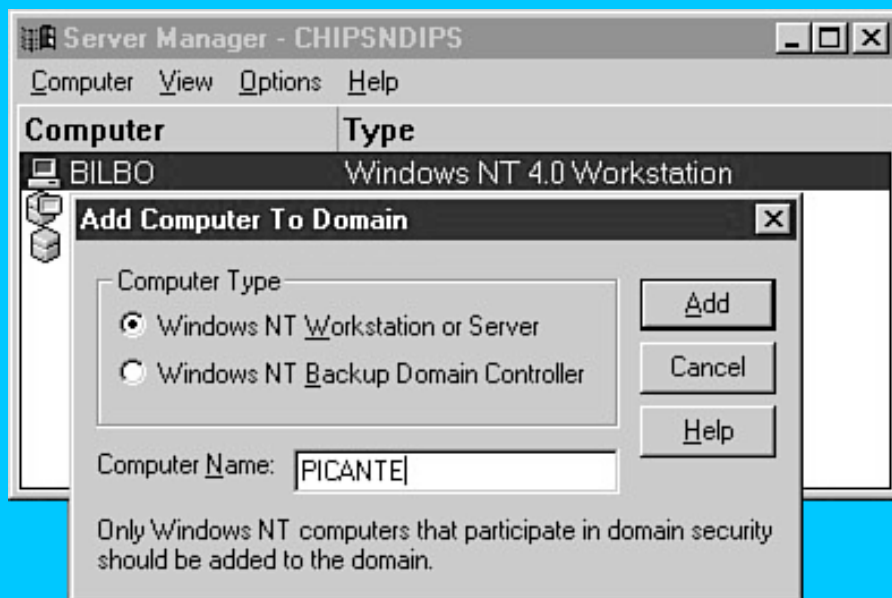 Server Manager - CHIPSNDIPS
Computer View Options Help
Computer Type
BILBO Windows NT 4.0 Workstation
Add Computer To Domain
Computer Type
Windows NT Workstation or Server
Windows NT Backup Domain Controller
Add
Cancel
Help
Computer Name: PICANTE
Only Windows NT computers that participate in domain security
should be added to the domain.